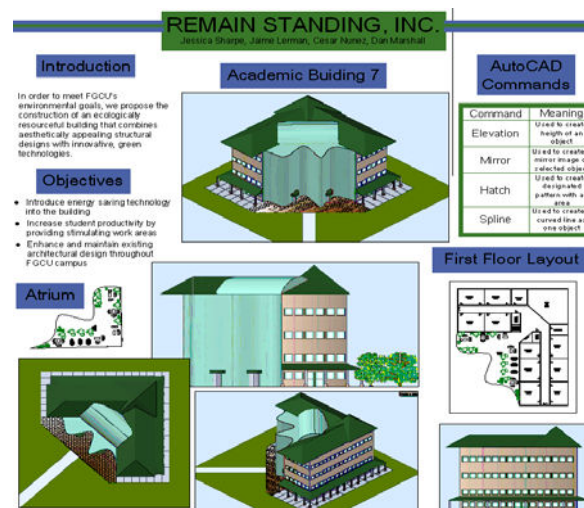 REMAIN STANDING, INC.
Jessica Sharpe, Jaime Lerman, Cesar Nunez, Dan Marshall
Introduction
In order to meet FGCU's
environmental goals, we propose the
construction of an ecologically
resourceful building that combines
aesthetically appealing structural
designs with innovative, green
technologies.
Objectives
Introduce energy saving technology
into the building
Increase student productivity by
providing stimulating work areas
Enhance and maintain existing
architectural design throughout
FGCU campus
Atrium
Academic Buiding 7
AutoCAD
Commands
Command Meaning
Elevation
Used to create
heigth of an
object
Mirror
Used to create
mirror image
selected object
Hatch
Used to create
designated
pattern with
area
Spline
Used to create
curved line as
one object
First Floor Layout